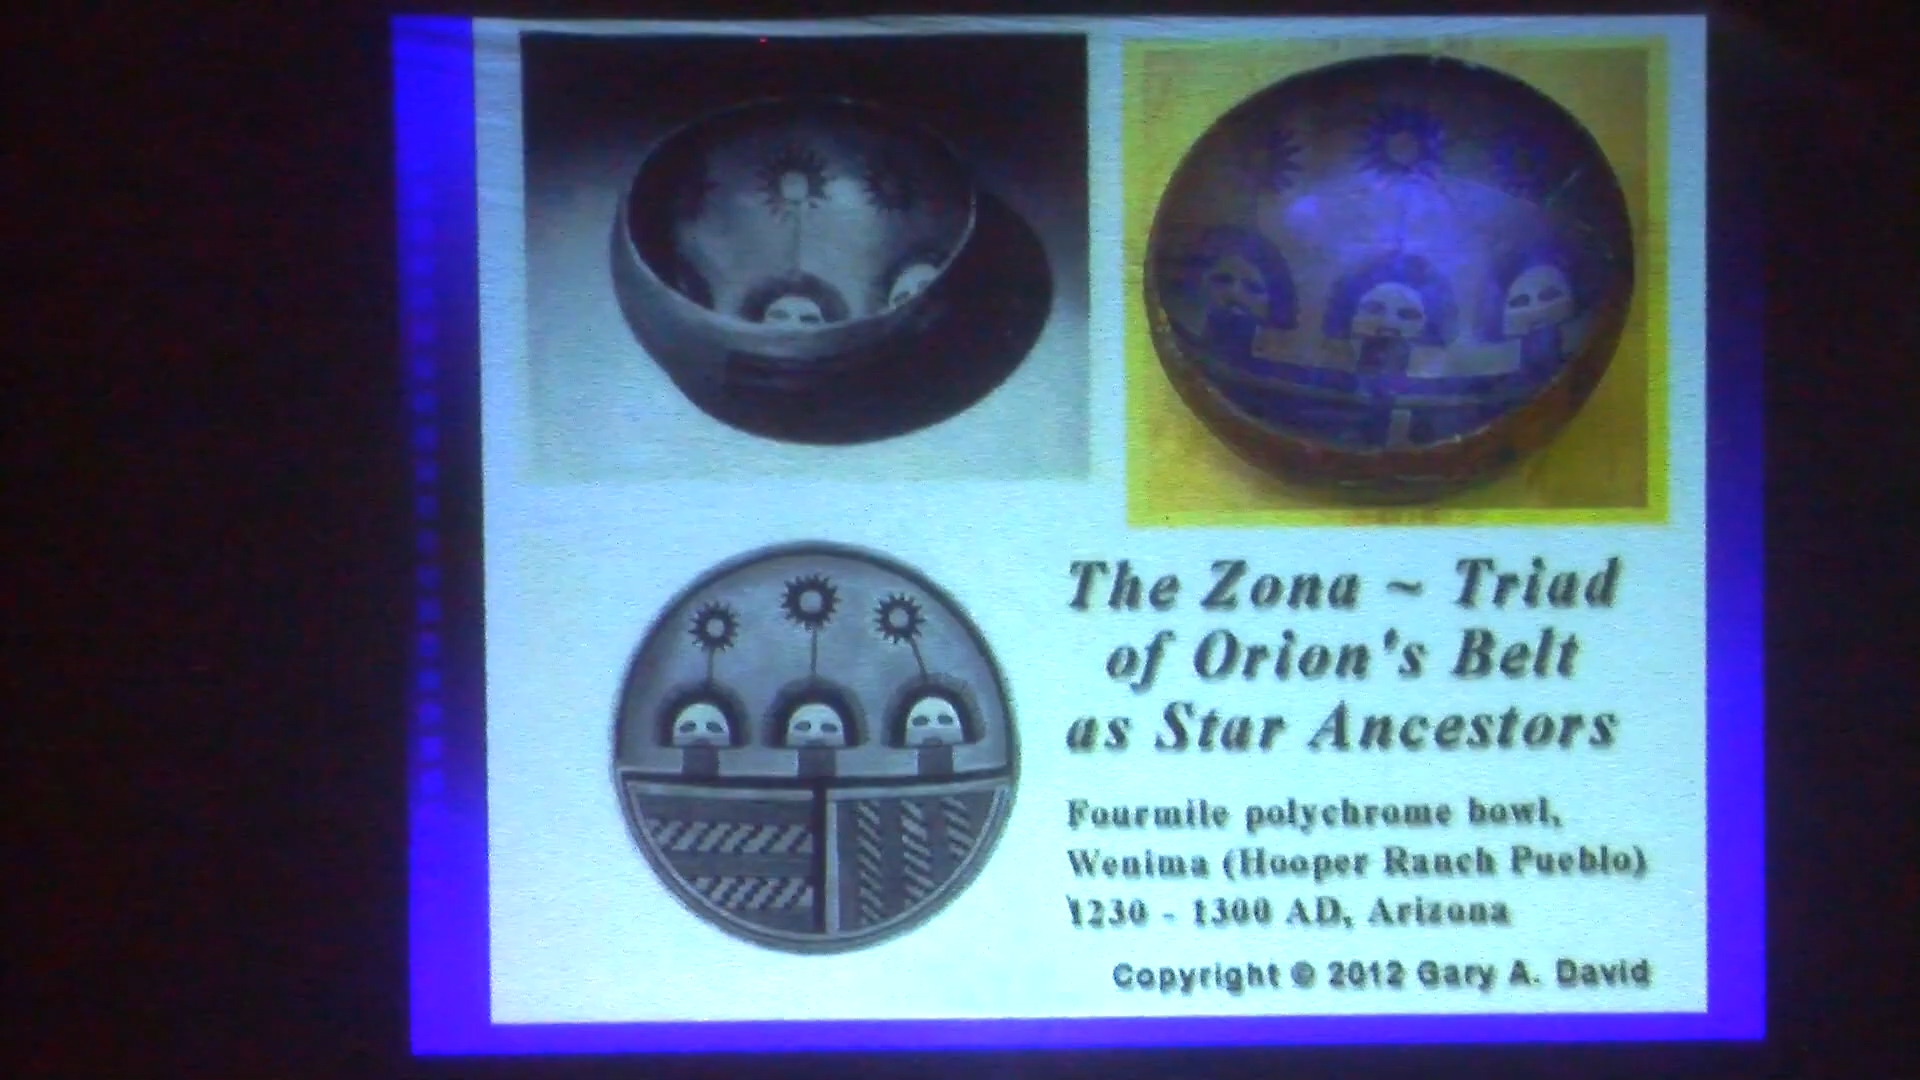 The Zona ~ Triad
of Orion's Belt
as Star Ancestors
Fourmile polychrome bowl,
Wenima (Hooper Ranch Pueblo)
1230 - 1300 AD, Arizona
Copyright © 2012 Gary A. David